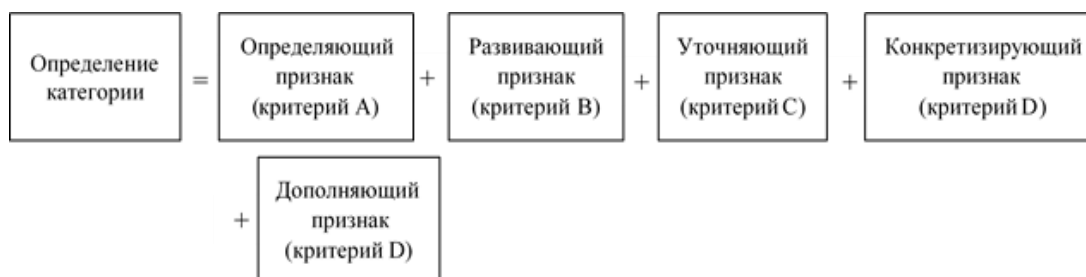 Определение
категории
=
Определяющий
признак
(критерий А)
+
Развивающий
признак
(критерий В)
+
Уточняющий
признак
(критерий С)
+
Конкретизирующий
признак
(критерий D)
+
Дополняющий
признак
(критерий D)